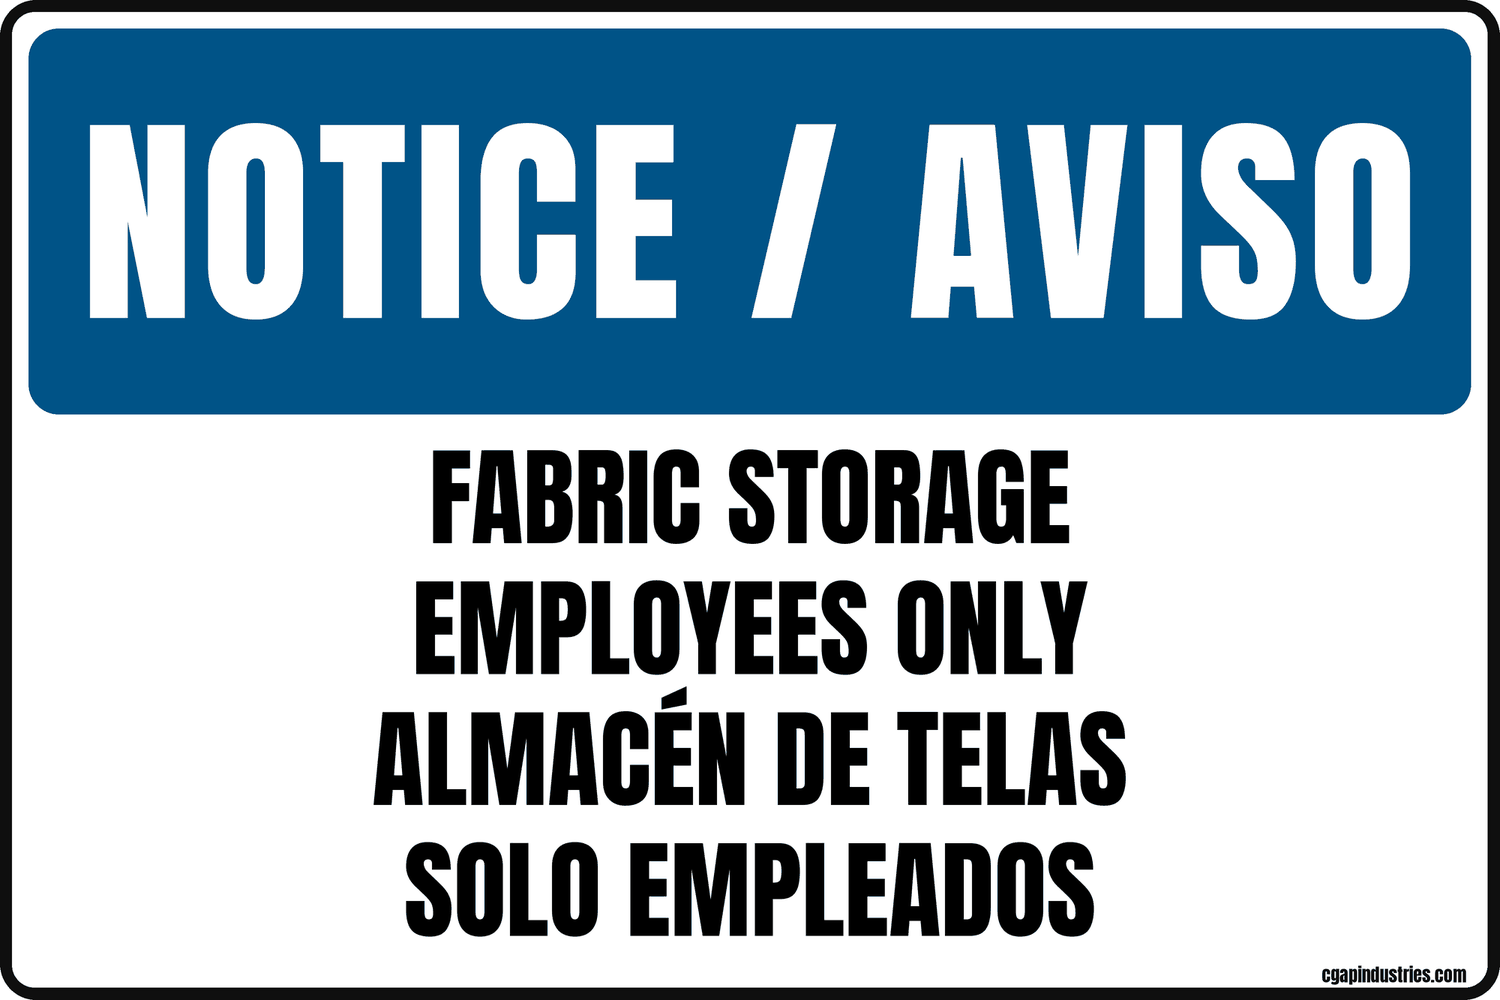 NOTICE / AVISO
FABRIC STORAGE
EMPLOYEES ONLY
ALMACÉN DE TELAS
SOLO EMPLEADOS
cgapindustries.com